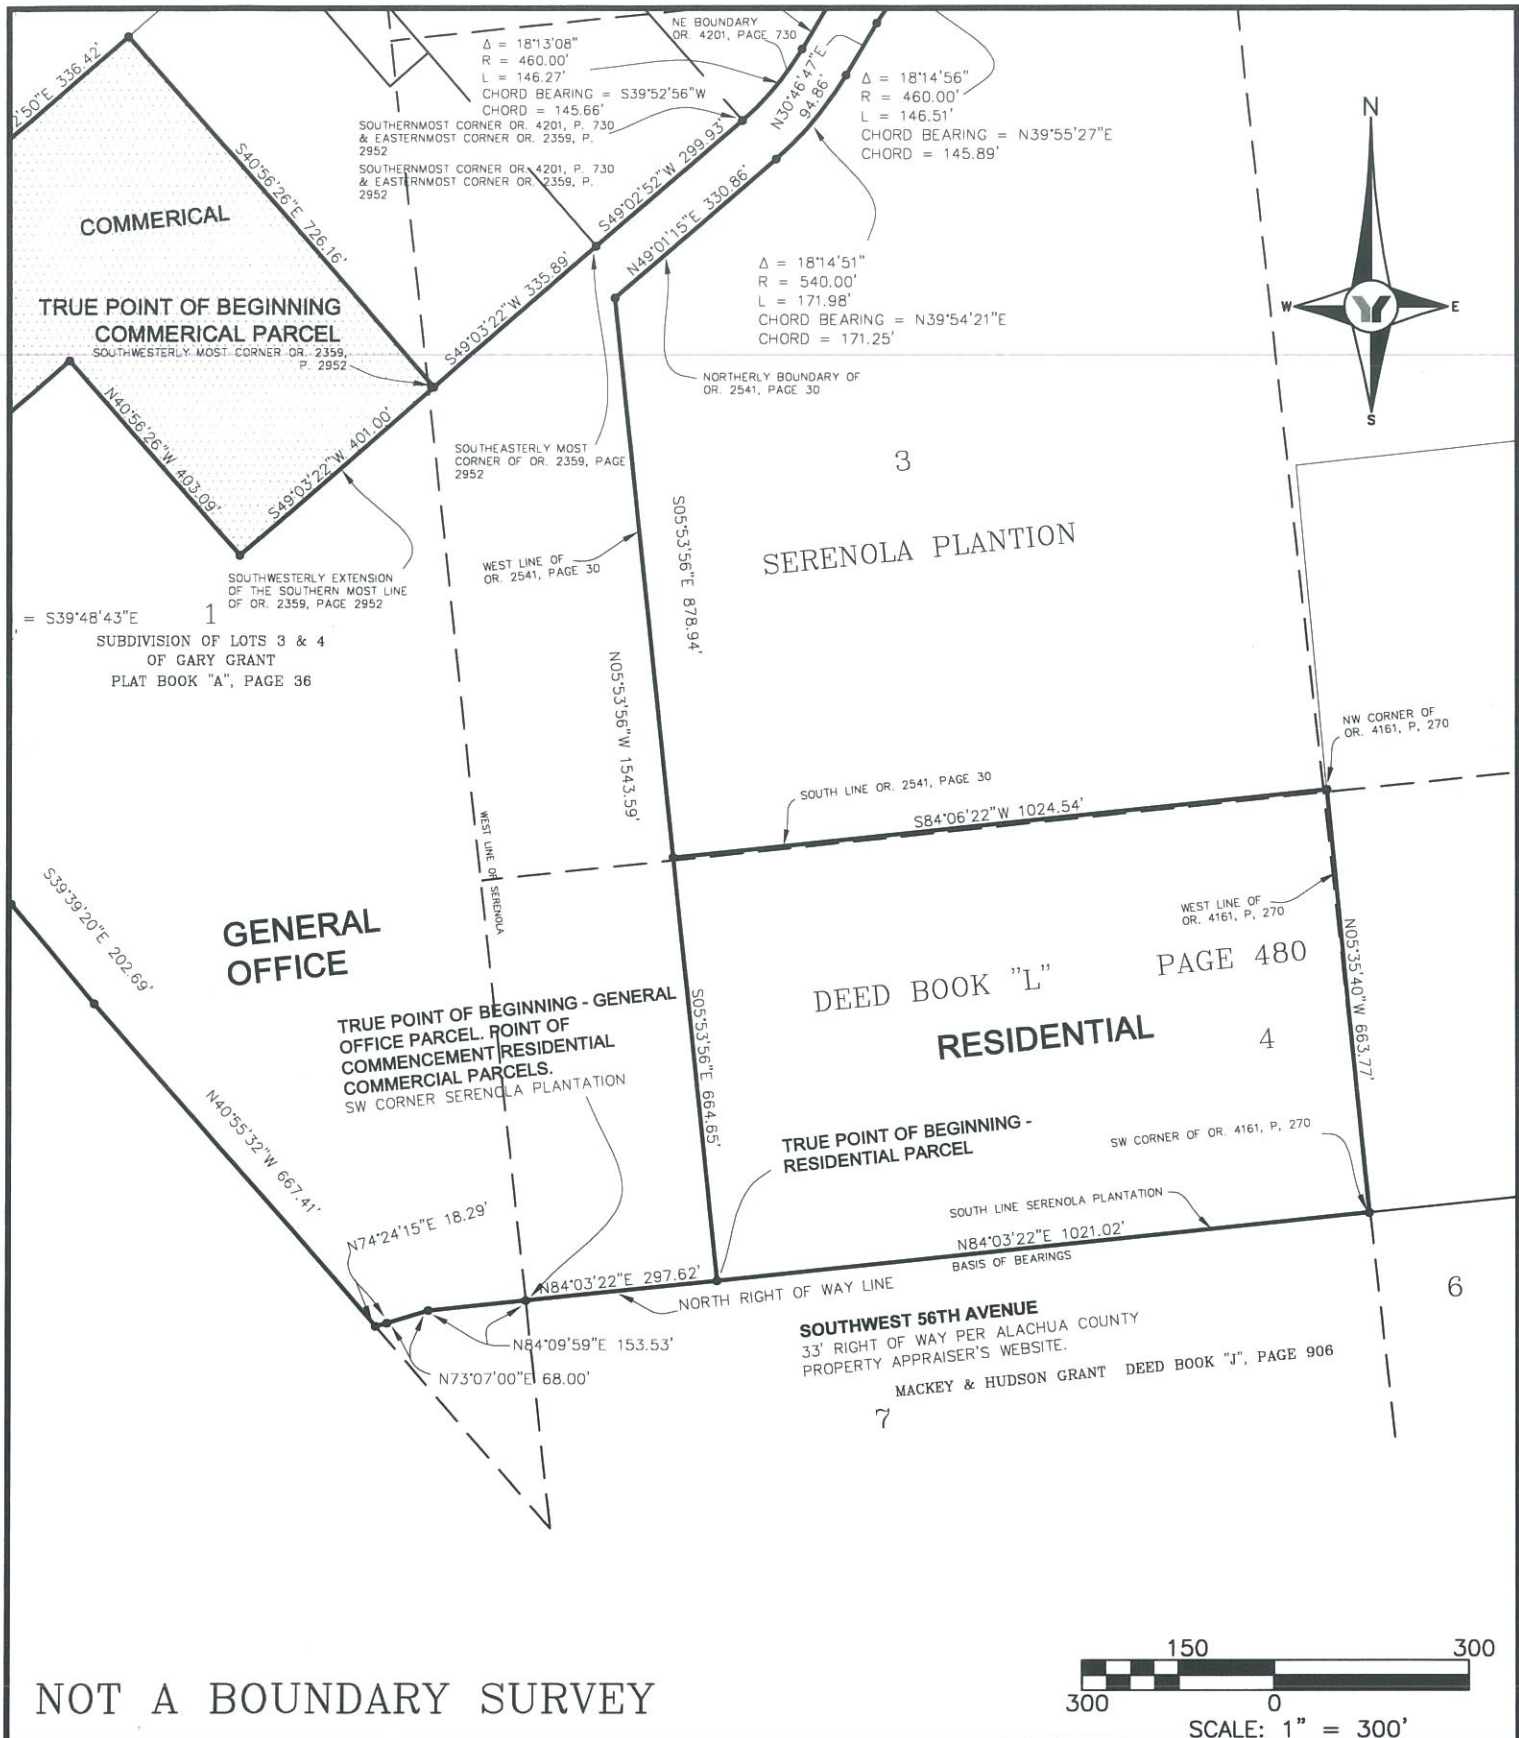 NE BOUNDARY
OR. 4201, PAGE 730
Δ = 18°13'08"
R = 460.00'
L = 146.27'
CHORD BEARING = S39°52'56"W
CHORD = 145.66'
SOUTHERNMOST CORNER OR. 4201, P. 730
& EASTERNMOST CORNER OR. 2359, P.
2952
SOUTHERNMOST CORNER OR. 4201, P. 730
& EASTERNMOST CORNER OR. 2359, P.
2952
N30°46'47"E
94.86'
Δ = 18°14'56"
R = 460.00'
L = 146.51'
CHORD BEARING = N39°55'27"E
CHORD = 145.89'
N
W
E
S
2'50"E 336.42'
S40°56'26"E 726.16'
COMMERICAL
S49°02'52"W 299.93'
N49°01'15"E 330.86'
S49°03'22"W 335.89'
Δ = 18°14'51"
R = 540.00'
L = 171.98'
CHORD BEARING = N39°54'21"E
CHORD = 171.25'
TRUE POINT OF BEGINNING
COMMERICAL PARCEL
SOUTHWESTERLY MOST CORNER OR. 2359,
P. 2952
NORTHERLY BOUNDARY OF
OR. 2541, PAGE 30
N40°56'26"W 403.09'
S49°03'22"W 401.00'
SOUTHEASTERLY MOST
CORNER OF OR. 2359, PAGE
2952
3
SERENOLA PLANTION
WEST LINE OF
OR. 2541, PAGE 30
S05°53'56"E 878.94'
SOUTHWESTERLY EXTENSION
OF THE SOUTHERN MOST LINE
OF OR. 2359, PAGE 2952
= S39°48'43"E
'
1
SUBDIVISION OF LOTS 3 & 4
OF GARY GRANT
PLAT BOOK "A", PAGE 36
N05°53'56"W 1543.59'
NW CORNER OF
OR. 4161, P, 270
SOUTH LINE OR. 2541, PAGE 30
S84°06'22"W 1024.54'
WEST LINE OF SERENOLA
S39°39'20"E 202.69'
GENERAL
OFFICE
WEST LINE OF
OR. 4161, P, 270
N05°35'40"W 663.77'
DEED BOOK "L" PAGE 480
RESIDENTIAL
4
TRUE POINT OF BEGINNING - GENERAL
OFFICE PARCEL. POINT OF
COMMENCEMENT RESIDENTIAL
COMMERCIAL PARCELS.
SW CORNER SERENOLA PLANTATION
S05°53'56"E 664.65'
N40°55'32"W 667.41'
TRUE POINT OF BEGINNING -
RESIDENTIAL PARCEL
SW CORNER OF OR. 4161, P, 270
SOUTH LINE SERENOLA PLANTATION
N84°03'22"E 1021.02'
BASIS OF BEARINGS
N74°24'15"E 18.29'
N84°03'22"E 297.62'
NORTH RIGHT OF WAY LINE
6
N84°09'59"E 153.53'
N73°07'00"E 68.00'
SOUTHWEST 56TH AVENUE
33' RIGHT OF WAY PER ALACHUA COUNTY
PROPERTY APPRAISER'S WEBSITE.
MACKEY & HUDSON GRANT DEED BOOK "J", PAGE 906
7
NOT A BOUNDARY SURVEY
150 300
300 0
SCALE: 1" = 300'